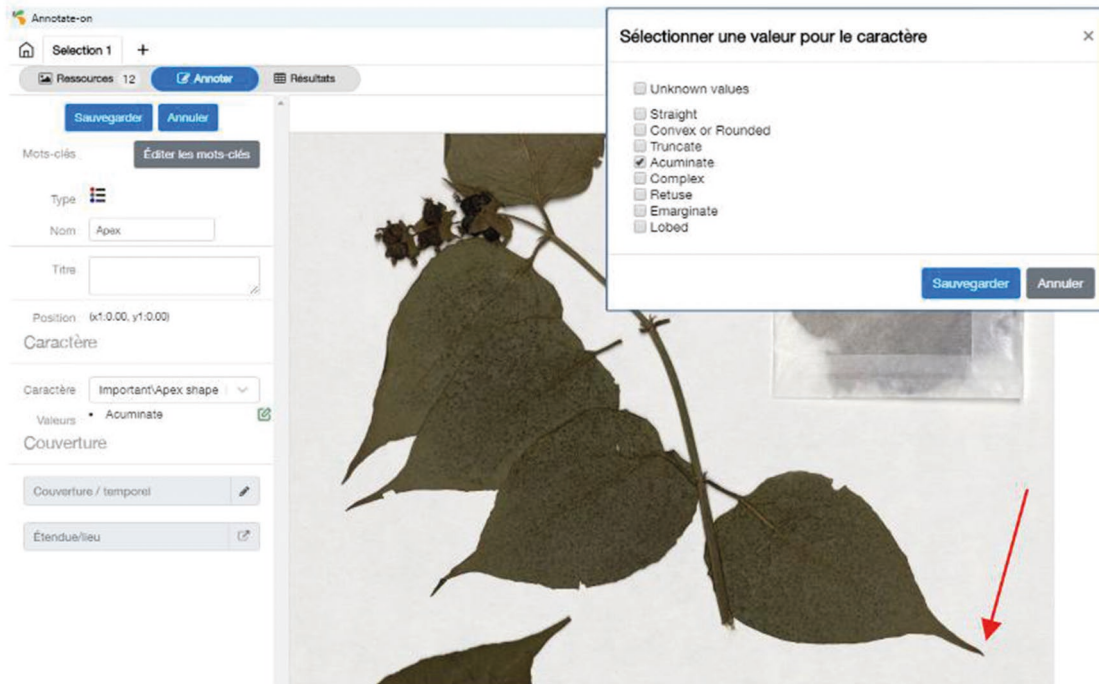 Annotate-on
Selection 1 +
Ressources 12 Annoter Résultats
Sauvegarder Annuler
Mots-clés Éditer les mots-clés
Type
Nom Apex
Titre
Position (x1:0.00, y1:0.00)
Caractère
Caractère Important\Apex shape
Valeurs • Acuminate
Couverture
Couverture / temporel
Étendue/lieu
Sélectionner une valeur pour le caractère ×
Unknown values
Straight
Convex or Rounded
Truncate
Acuminate
Complex
Retuse
Emarginate
Lobed
Sauvegarder Annuler